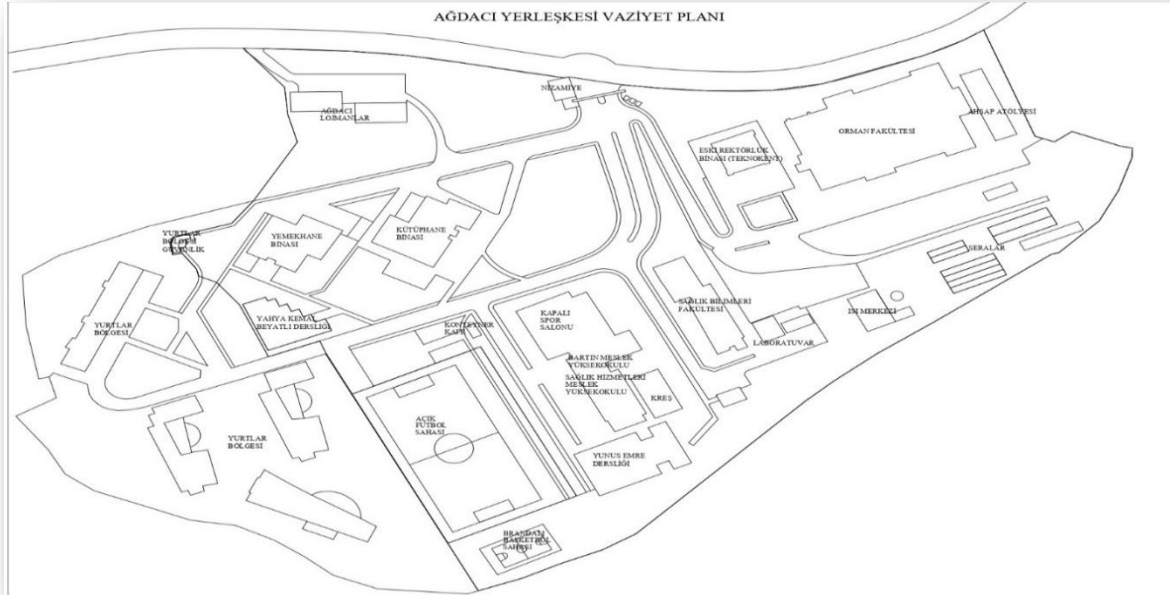 AĞDACI YERLEŞKESİ VAZİYET PLANI
NİZAMİYE
AĞDACI
LOJMANLAR
AHŞAP ATÖLYESİ
ORMAN FAKÜLTESİ
ESKİ REKTÖRLÜK
BİNASI (TEKNOKENT)
YURTLAR
BÖLGEM
GÜVENLİK
YEMEKHANE
BİNASI
KÜTÜPHANE
BİNASI
SERALAR
SAĞLIK BİLİMLERİ
FAKÜLTESİ
ISI MERKEZİ
LABORATUVAR
YURTLAR
BÖLGESİ
YAHYA KEMAL
BEYATLI DERSLİĞİ
KONTEYNER
KAFE
KAPALI
SPOR
SALONU
BARTIN MESLEK
YÜKSEKOKULU
SAĞLIK HİZMETLERİ
MESLEK
YÜKSEKOKULU
KREŞ
AÇIK
FUTBOL
SAHASI
YURTLAR
BÖLGESİ
YUNUS EMRE
DERSLİĞİ
BRANDALI
BASKETBOL
SAHASI